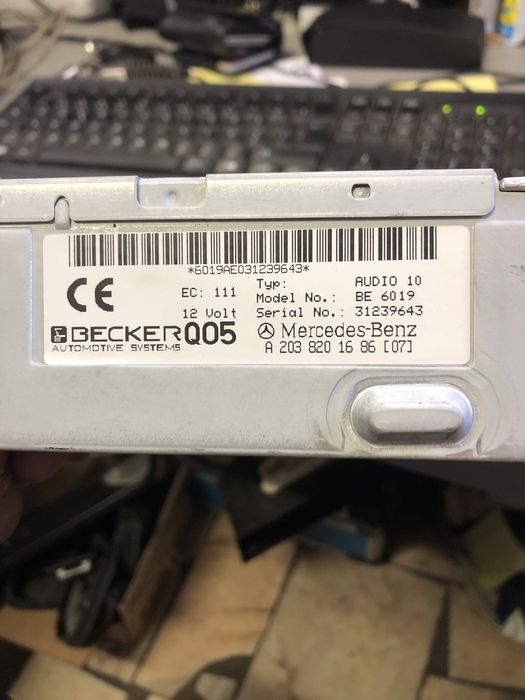 *6019AE031239643*
CE
EC: 111
12 Volt
Typ: AUDIO 10
Model No.: BE 6019
Serial No.: 31239643
BECKER Q05
AUTOMOTIVE SYSTEMS
Mercedes-Benz
A 203 820 16 86 [07]